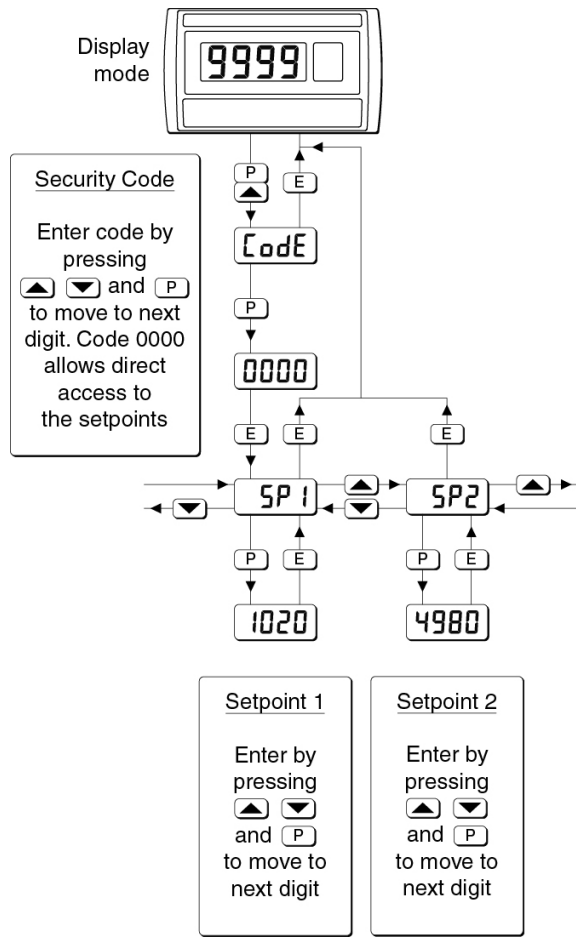 Display
mode
9999
P
E
Security Code
Enter code by
pressing
and P
to move to next
digit. Code 0000
allows direct
access to
the setpoints
CodE
P
0000
E E E
SP1 SP2
P E P E
1020 4980
Setpoint 1
Enter by
pressing
and P
to move to
next digit
Setpoint 2
Enter by
pressing
and P
to move to
next digit